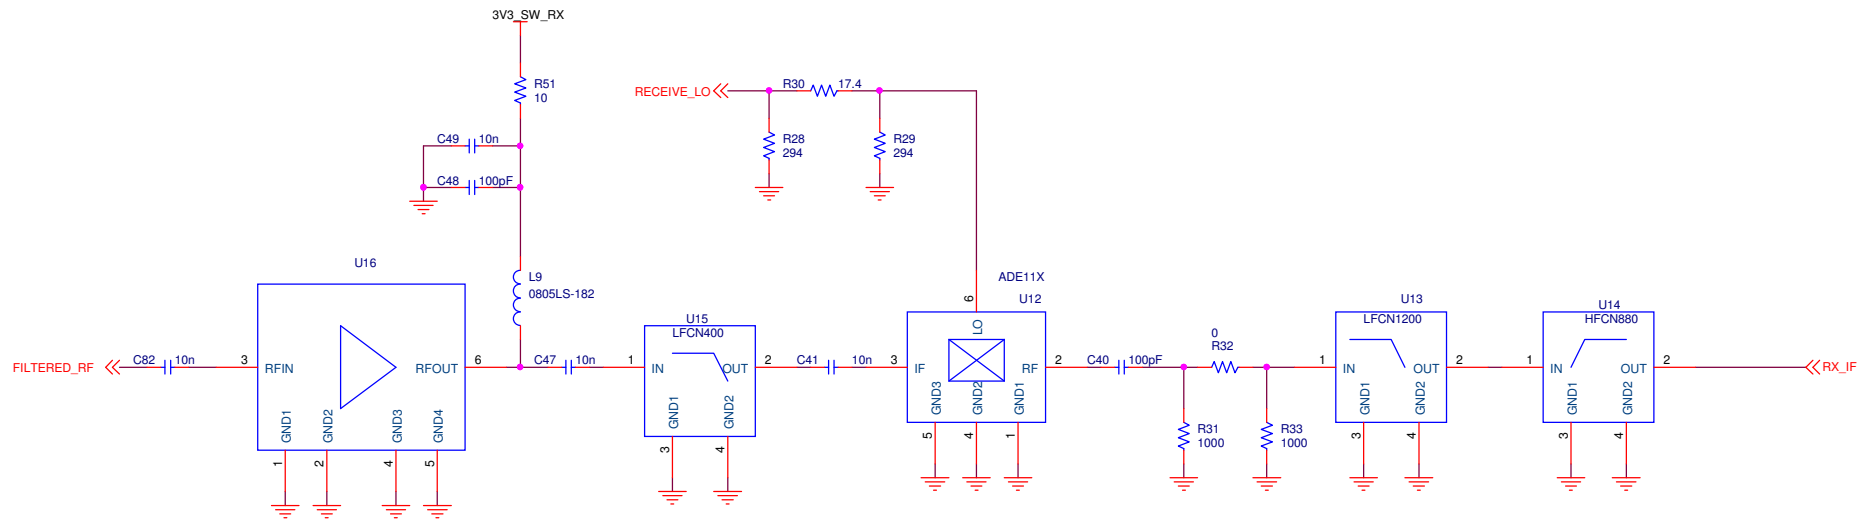 3V3_SW_RX
R51
10
RECEIVE_LO
R30 17.4
C49 10n
R28
294
R29
294
C48 100pF
U16
L9
0805LS-182
ADE11X
U12
6
LO
U15
LFCN400
U13
LFCN1200
U14
HFCN880
0
R32
FILTERED_RF
C82 10n
3
RFIN
RFOUT
6
C47 10n
1
IN
OUT
2
C41 10n
3
IF
RF
2
C40 100pF
1
IN
OUT
2
1
IN
OUT
2
RX_IF
GND1
GND2
GND3
GND4
1
2
4
5
GND1
GND2
3
4
GND3
GND2
GND1
5
4
1
R31
1000
R33
1000
GND1
GND2
3
4
GND1
GND2
3
4